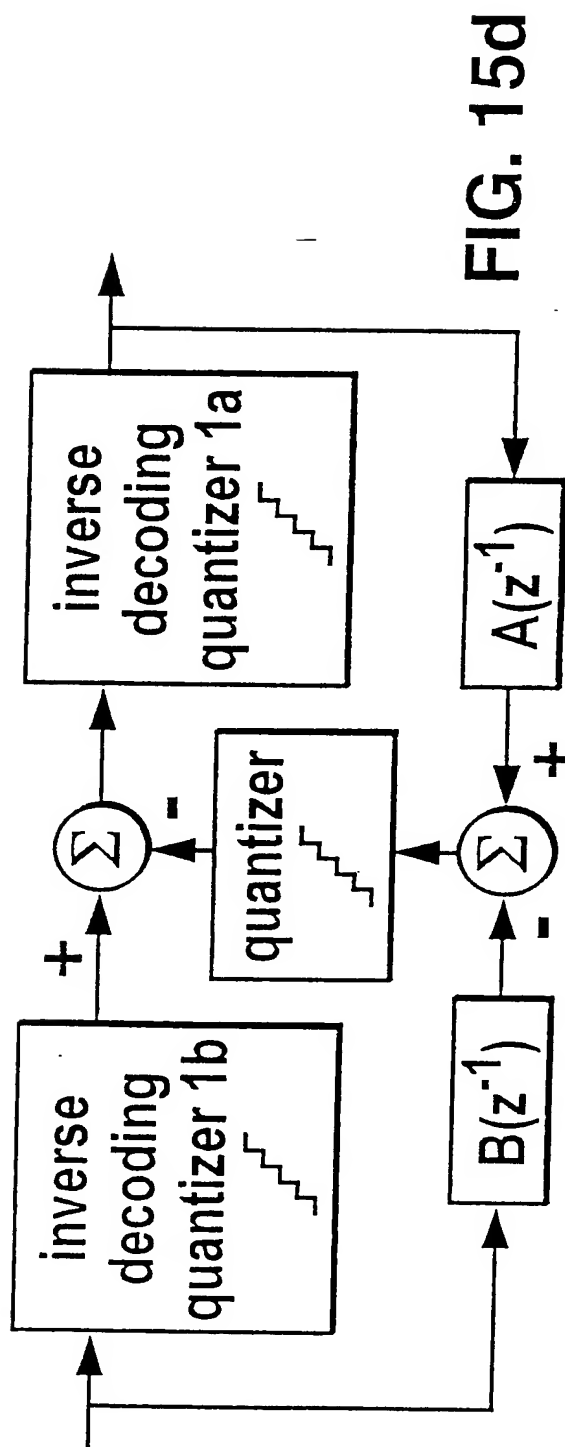 inverse
decoding
quantizer 1b
+
Σ
-
inverse
decoding
quantizer 1a
quantizer
B(z⁻¹)
-
Σ
+
A(z⁻¹)
FIG. 15d